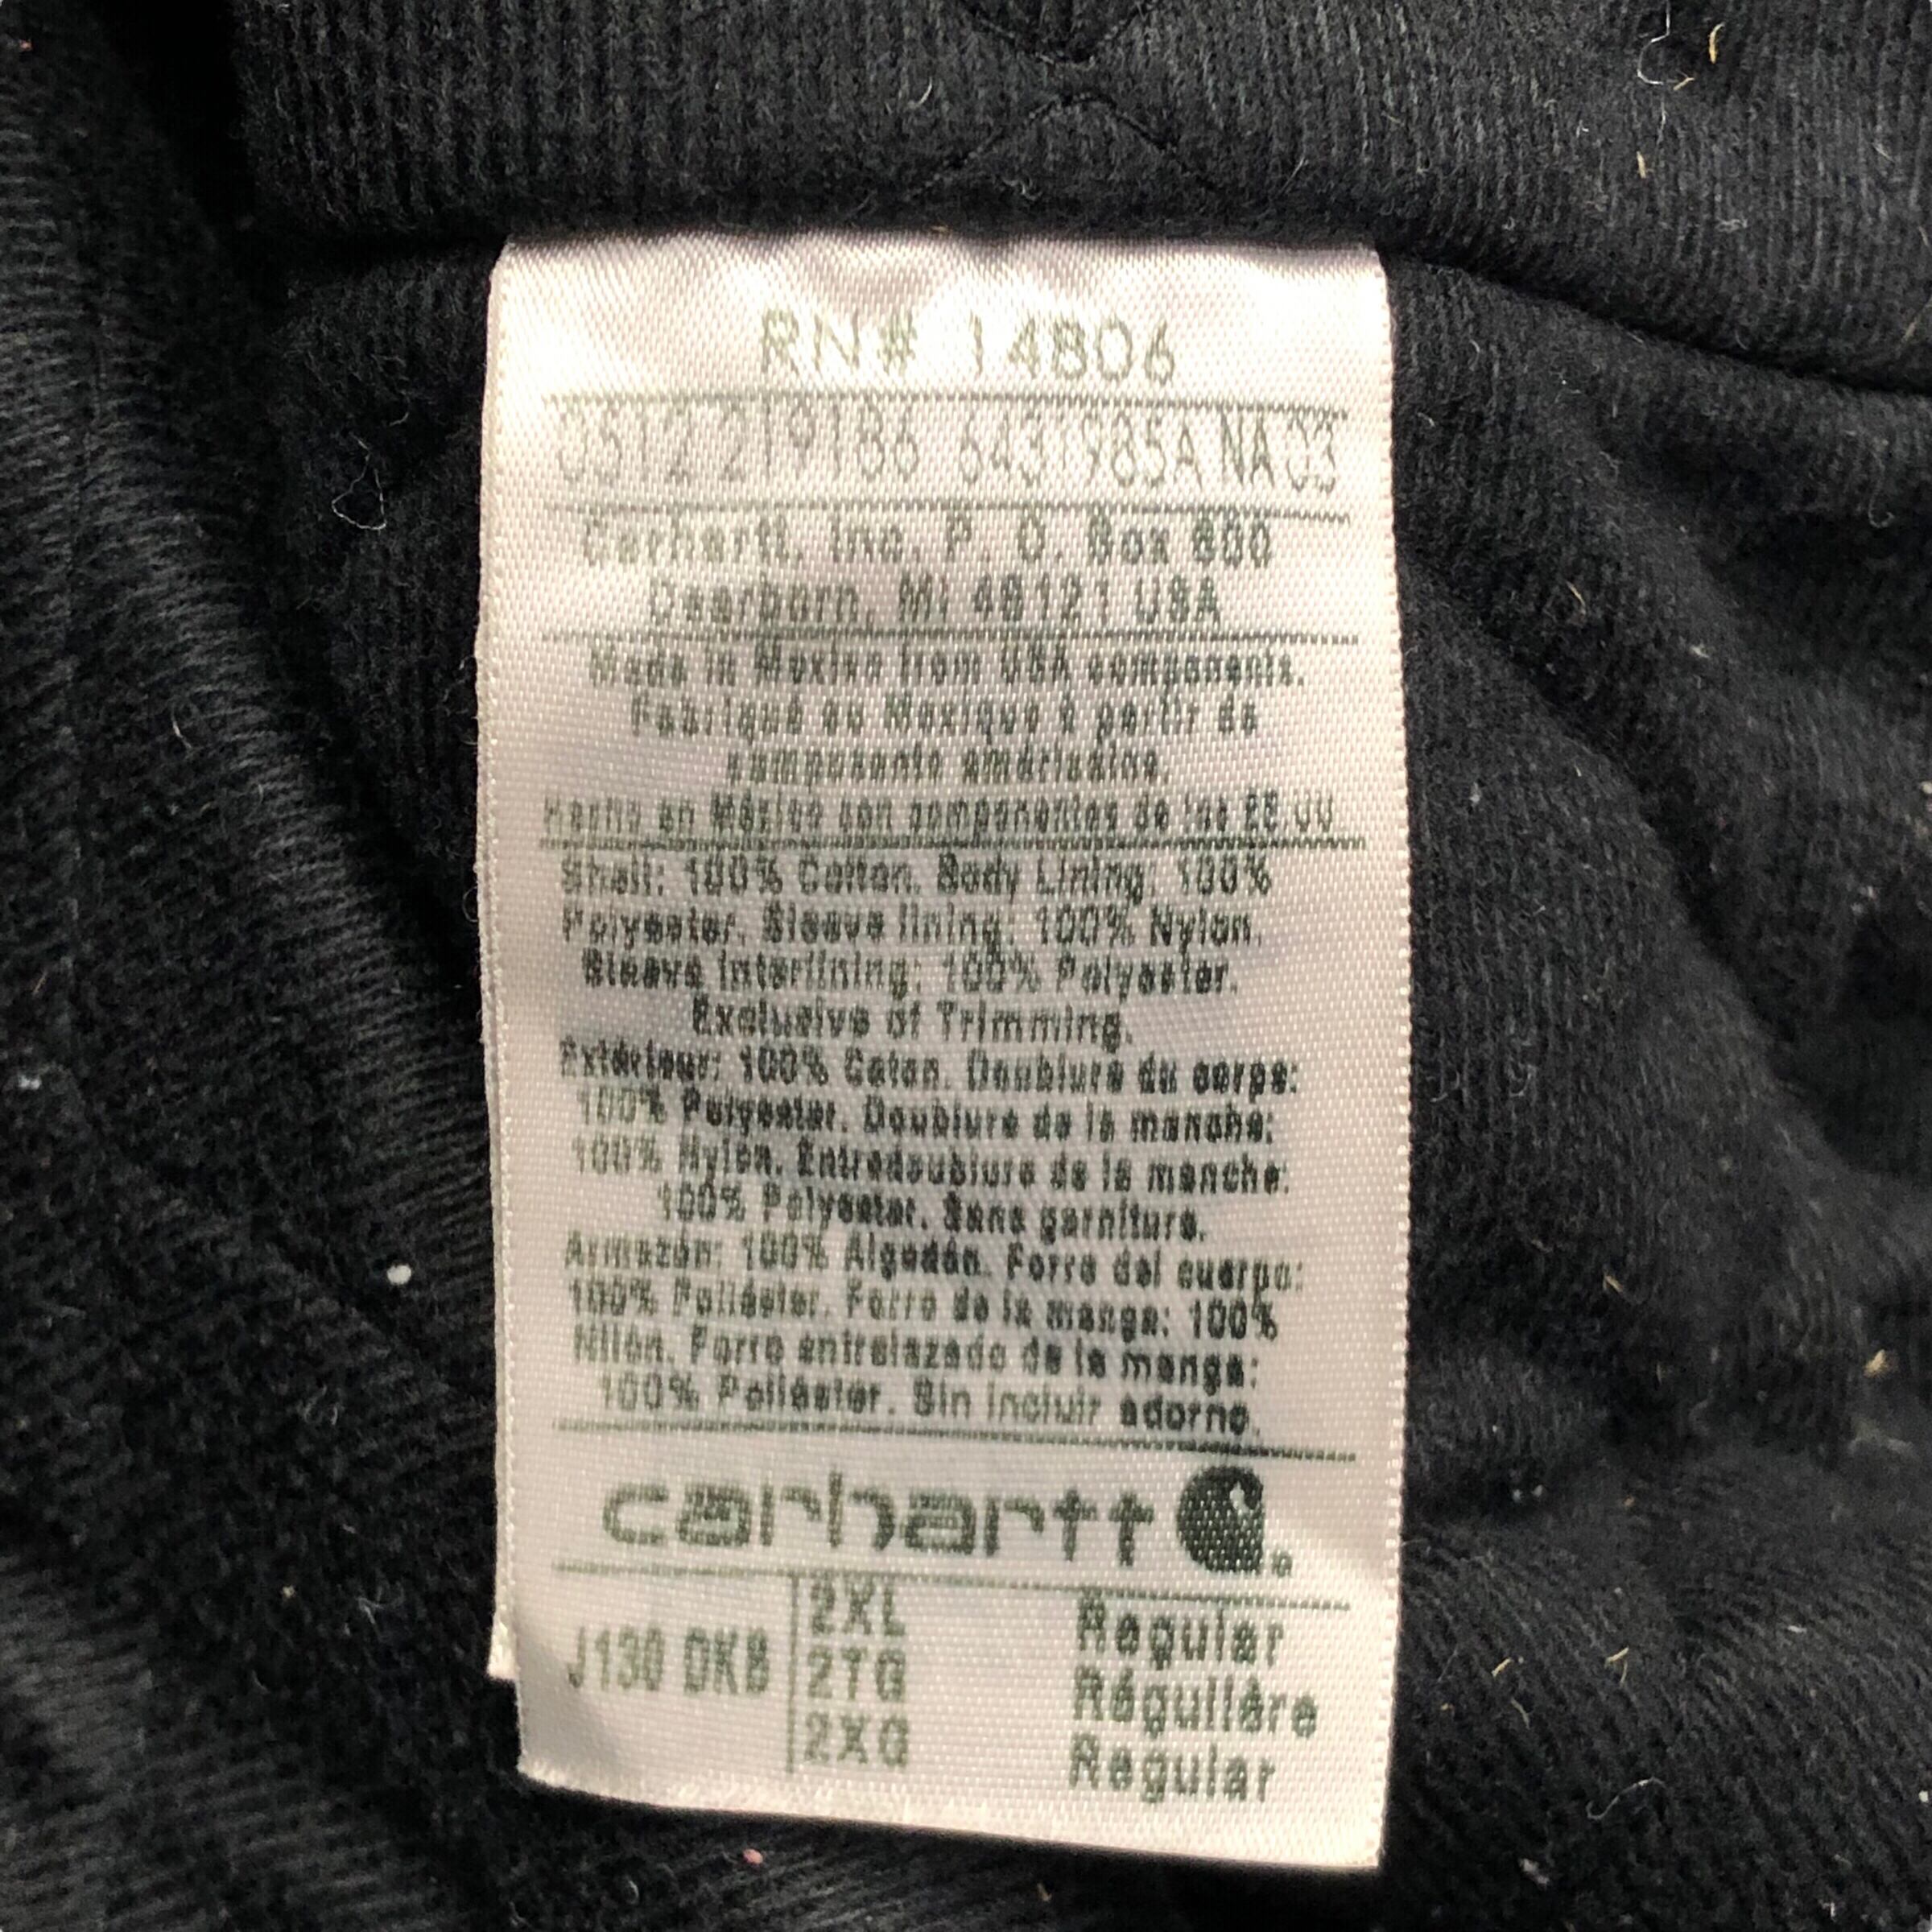 RN# 14806
0512 219186 6431985A NA03
Carhartt, Inc. P. O. Box 600
Dearborn, MI 48121 USA
Made in Mexico from USA components.
Fabriqué au Mexique à partir de
composants américains.
Hecho en México con componentes de los EE UU
Shell: 100% Cotton. Body Lining: 100%
Polyester. Sleeve lining: 100% Nylon.
Sleeve Interlining: 100% Polyester.
Exclusive of Trimming.
Extérieur: 100% Coton. Doublure du corps:
100% Polyester. Doublure de la manche:
100% Nylon. Entredoublure de la manche:
100% Polyester. Sans garniture.
Armazón: 100% Algodón. Forro del cuerpo:
100% Poliéster. Forro de la manga: 100%
Nilón. Forro entrelazado de la manga:
100% Poliéster. Sin incluir adorno.
carhartt
J130 DKB
2XL Regular
2TG Régulière
2XG Regular